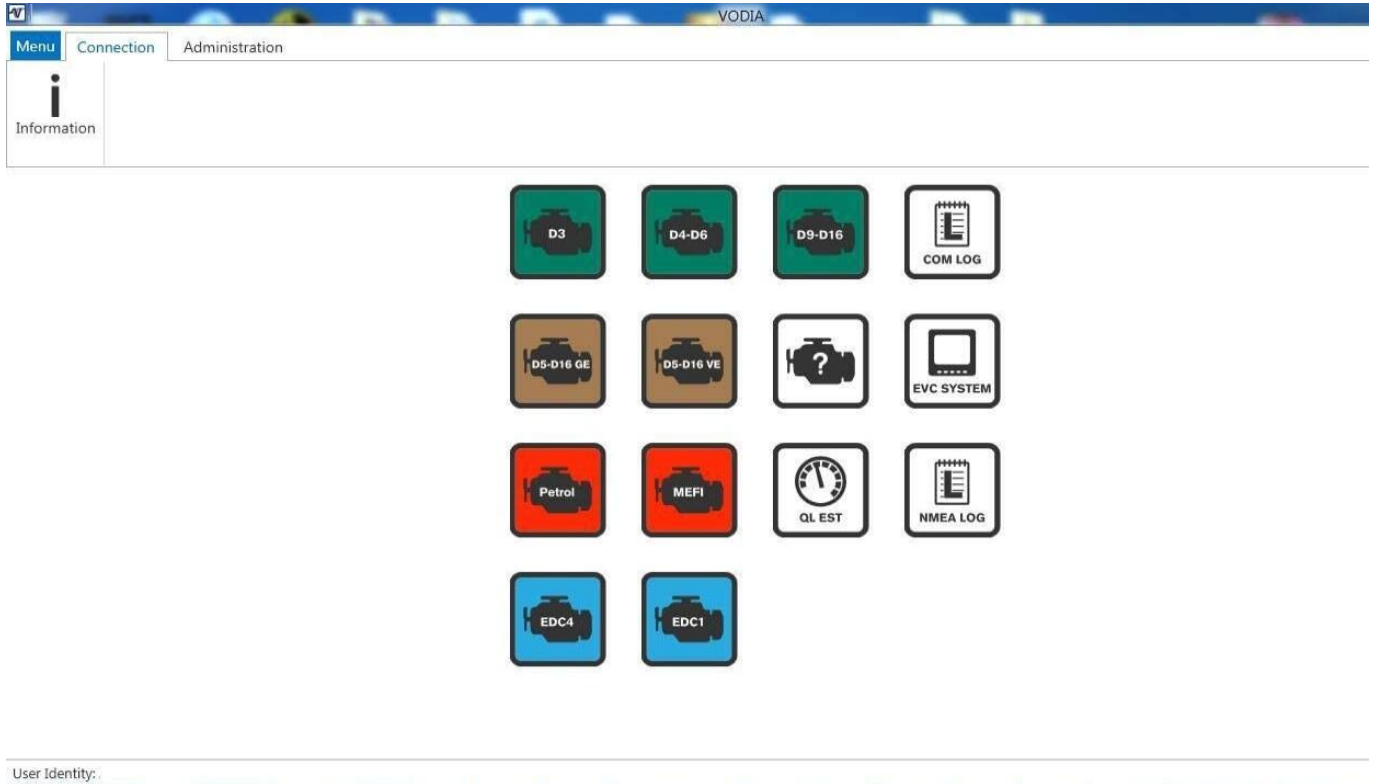 VODIA
Menu Connection Administration
i
Information
D3 D4-D6 D9-D16 L COM LOG
D5-D16 GE D5-D16 VE ? EVC SYSTEM
Petrol MEFI QL EST L NMEA LOG
EDC4 EDC1
User Identity: